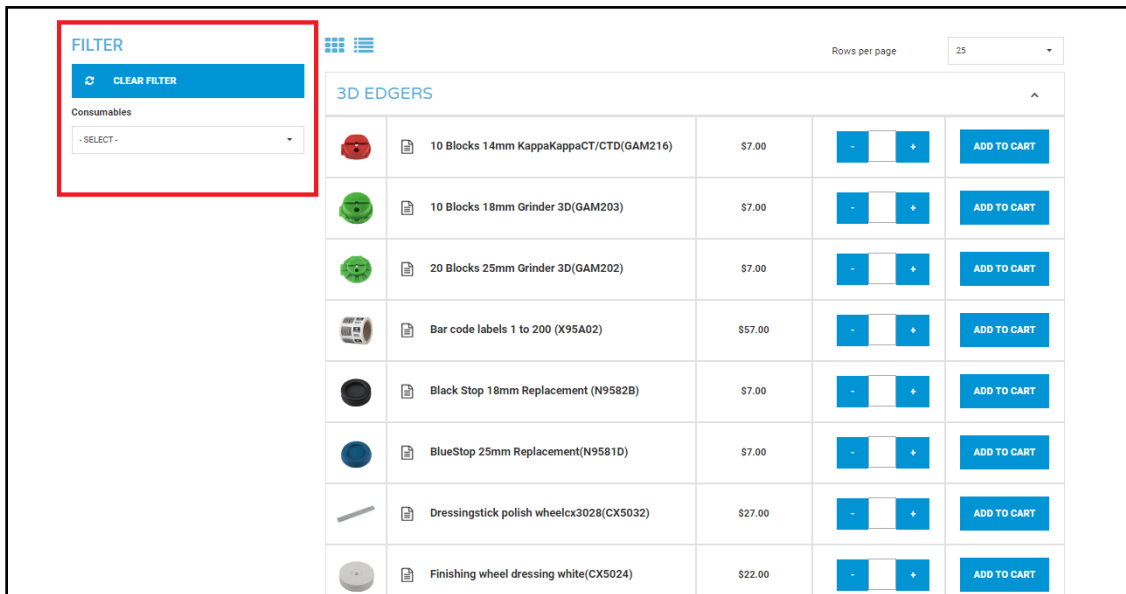 FILTER
CLEAR FILTER
Consumables
- SELECT -
Rows per page
25
3D EDGERS
10 Blocks 14mm KappaKappaCT/CTD(GAM216) $7.00 - + ADD TO CART
10 Blocks 18mm Grinder 3D(GAM203) $7.00 - + ADD TO CART
20 Blocks 25mm Grinder 3D(GAM202) $7.00 - + ADD TO CART
Bar code labels 1 to 200 (X95A02) $57.00 - + ADD TO CART
Black Stop 18mm Replacement (N9582B) $7.00 - + ADD TO CART
BlueStop 25mm Replacement(N9581D) $7.00 - + ADD TO CART
Dressingstick polish wheelcx3028(CX5032) $27.00 - + ADD TO CART
Finishing wheel dressing white(CX5024) $22.00 - + ADD TO CART